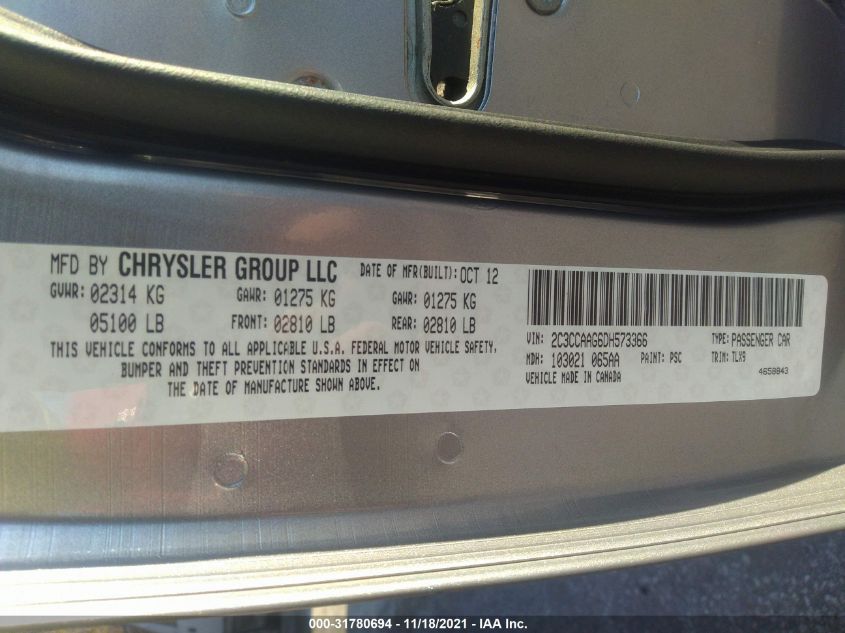 MFD BY CHRYSLER GROUP LLC DATE OF MFR(BUILT): OCT 12
GVWR: 02314 KG GAWR: 01275 KG GAWR: 01275 KG
05100 LB FRONT: 02810 LB REAR: 02810 LB
THIS VEHICLE CONFORMS TO ALL APPLICABLE U.S.A. FEDERAL MOTOR VEHICLE SAFETY,
BUMPER AND THEFT PREVENTION STANDARDS IN EFFECT ON
THE DATE OF MANUFACTURE SHOWN ABOVE.
VIN: 2C3CCAAG6DH573366 TYPE: PASSENGER CAR
MDH: 103021 065AA PAINT: PSC TRIM: TLX9
VEHICLE MADE IN CANADA 4658843
000-31780694 - 11/18/2021 - IAA Inc.